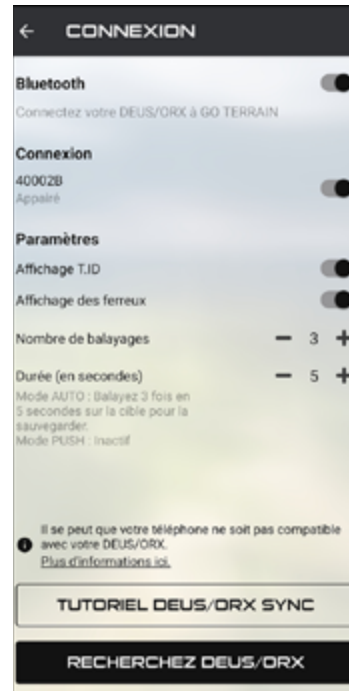 CONNEXION
Bluetooth
Connectez votre DEUS/ORX à GO TERRAIN
Connexion
40002B
Appairé
Paramètres
Affichage T.ID
Affichage des ferreux
Nombre de balayages − 3 +
Durée (en secondes) − 5 +
Mode AUTO : Balayez 3 fois en
5 secondes sur la cible pour la
sauvegarder.
Mode PUSH : Inactif
Il se peut que votre téléphone ne soit pas compatible
avec votre DEUS/ORX.
Plus d'informations ici.
TUTORIEL DEUS/ORX SYNC
RECHERCHEZ DEUS/ORX